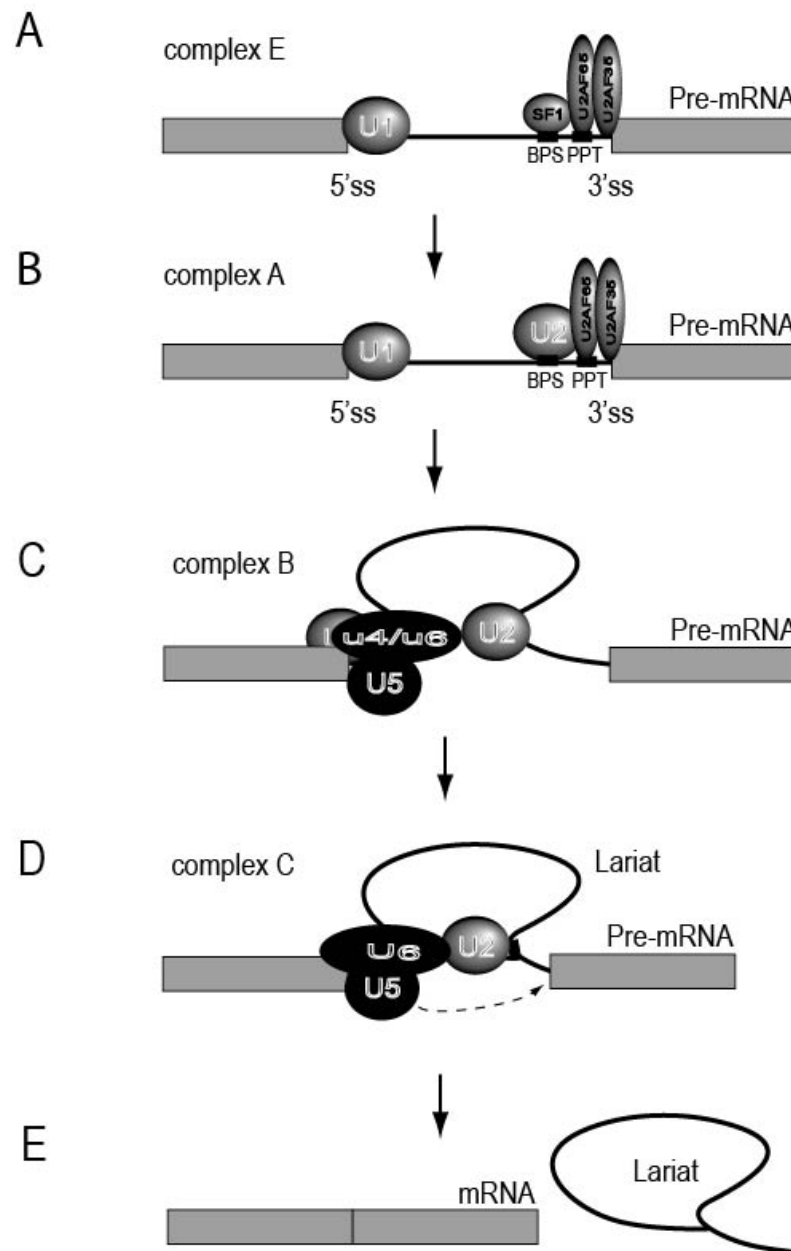 A
complex E
U1
SF1
U2AF65
U2AF35
Pre-mRNA
BPS PPT
5'ss
3'ss
B
complex A
U1
U2
U2AF65
U2AF35
Pre-mRNA
BPS PPT
5'ss
3'ss
C
complex B
u4/u6
U2
U5
Pre-mRNA
D
complex C
Lariat
U6
U2
Pre-mRNA
U5
E
mRNA
Lariat